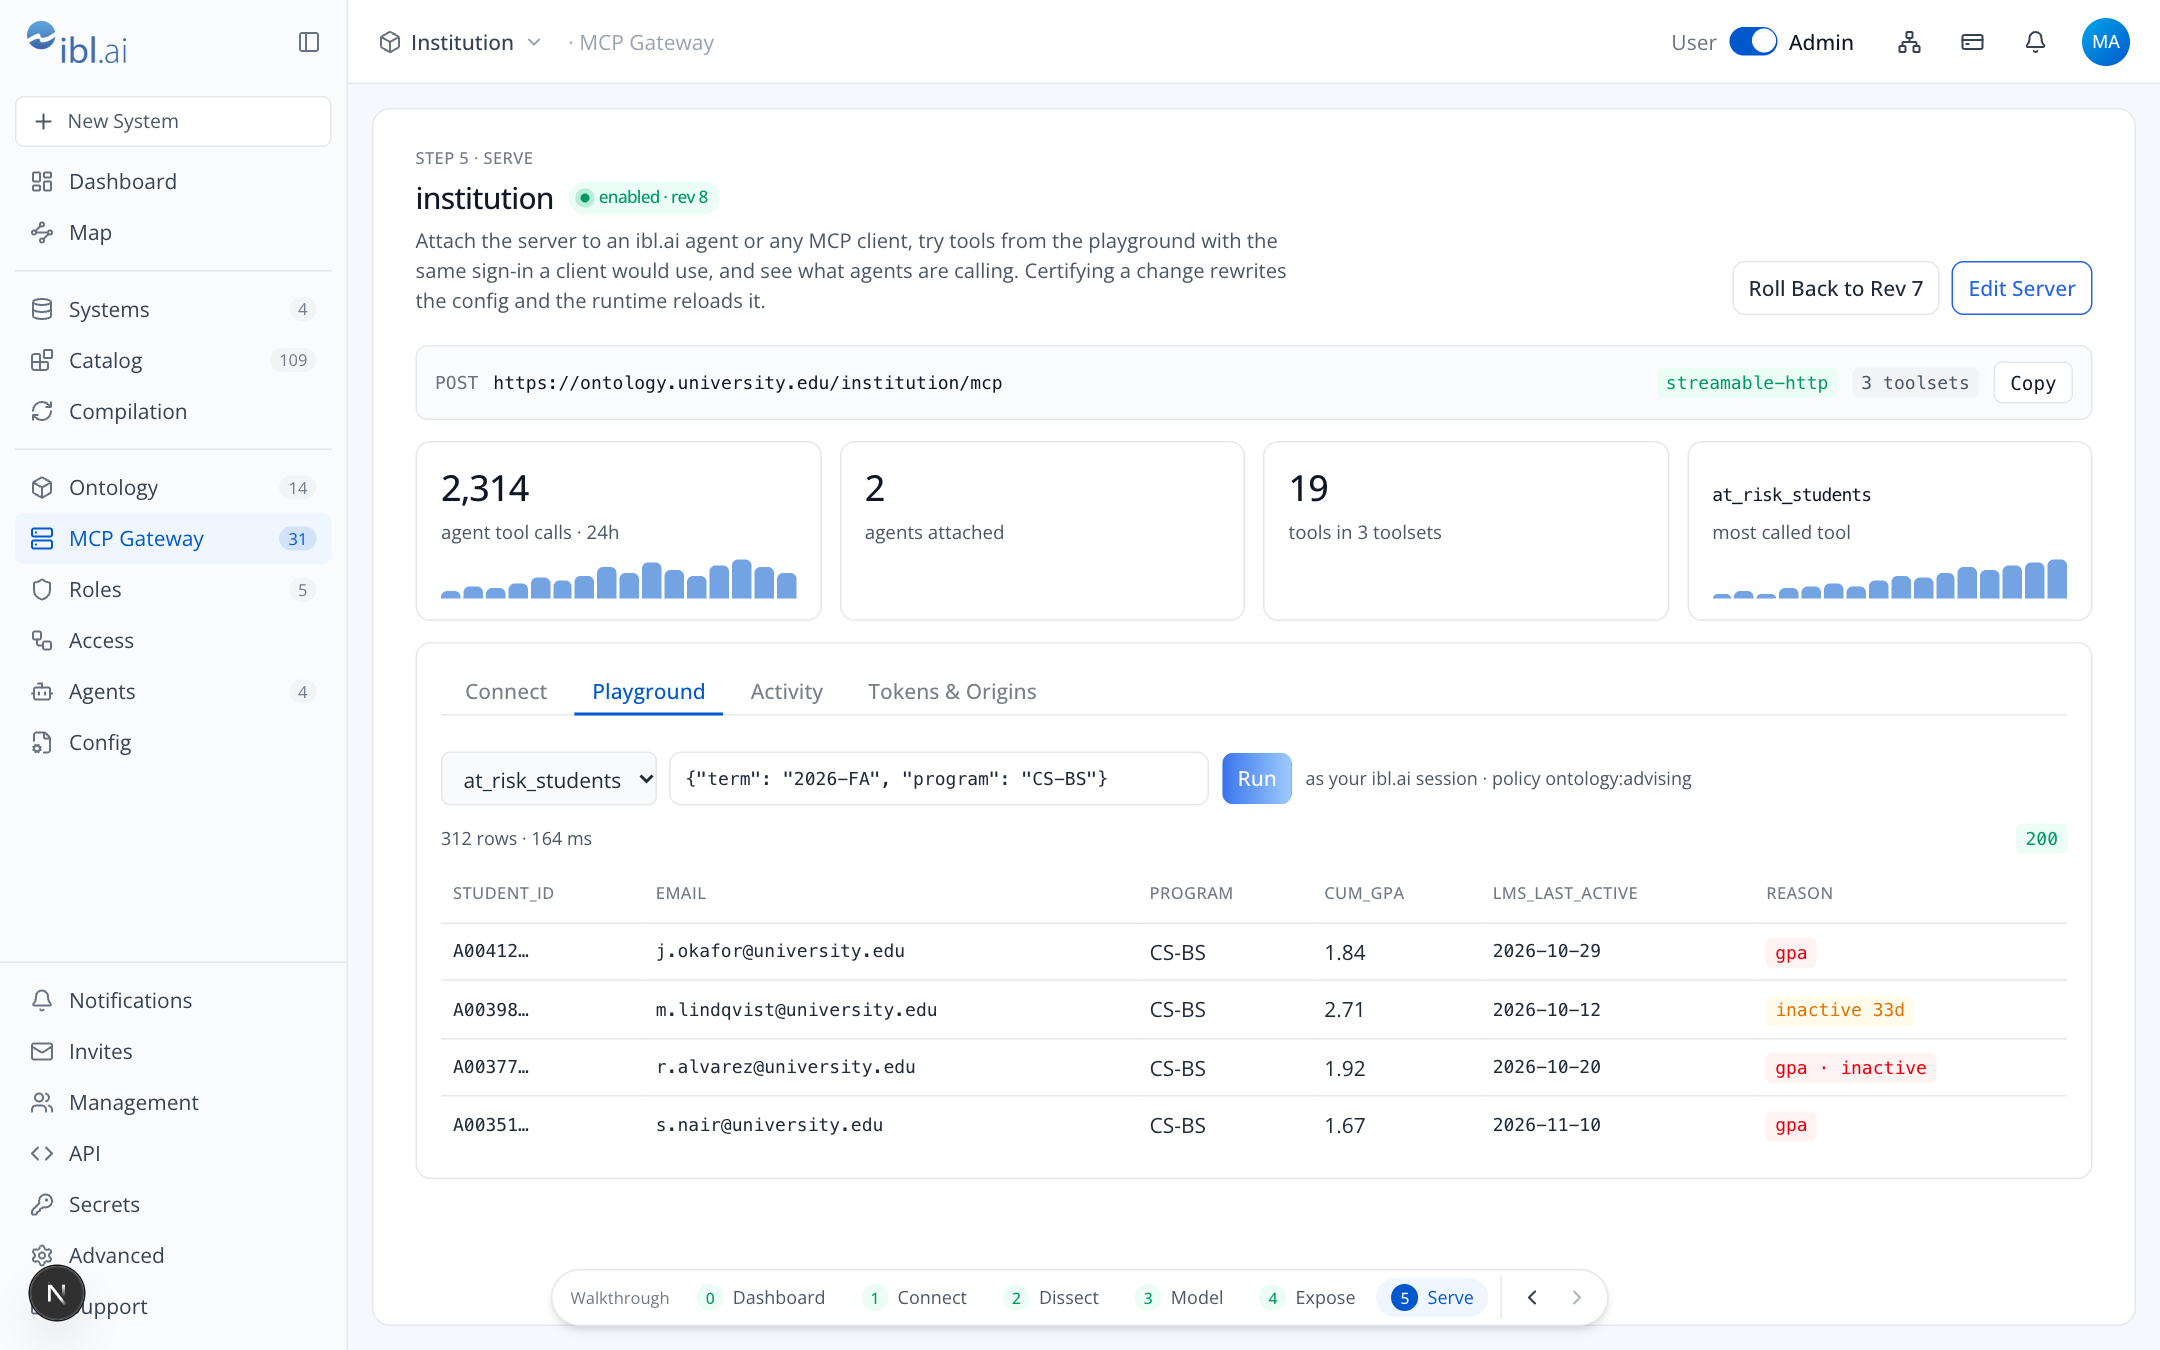 ibl.ai
Institution · MCP Gateway
User Admin MA
New System
Dashboard
Map
Systems 4
Catalog 109
Compilation
Ontology 14
MCP Gateway 31
Roles 5
Access
Agents 4
Config
Notifications
Invites
Management
API
Secrets
Advanced
N
upport
STEP 5 · SERVE
institution enabled · rev 8
Attach the server to an ibl.ai agent or any MCP client, try tools from the playground with the
same sign-in a client would use, and see what agents are calling. Certifying a change rewrites
the config and the runtime reloads it.
Roll Back to Rev 7 Edit Server
POST https://ontology.university.edu/institution/mcp streamable-http 3 toolsets Copy
2,314
agent tool calls · 24h
2
agents attached
19
tools in 3 toolsets
at_risk_students
most called tool
Connect Playground Activity Tokens & Origins
at_risk_students {"term": "2026-FA", "program": "CS-BS"} Run as your ibl.ai session · policy ontology:advising
312 rows · 164 ms 200
STUDENT_ID EMAIL PROGRAM CUM_GPA LMS_LAST_ACTIVE REASON
A00412… j.okafor@university.edu CS-BS 1.84 2026-10-29 gpa
A00398… m.lindqvist@university.edu CS-BS 2.71 2026-10-12 inactive 33d
A00377… r.alvarez@university.edu CS-BS 1.92 2026-10-20 gpa · inactive
A00351… s.nair@university.edu CS-BS 1.67 2026-11-10 gpa
Walkthrough 0 Dashboard 1 Connect 2 Dissect 3 Model 4 Expose 5 Serve